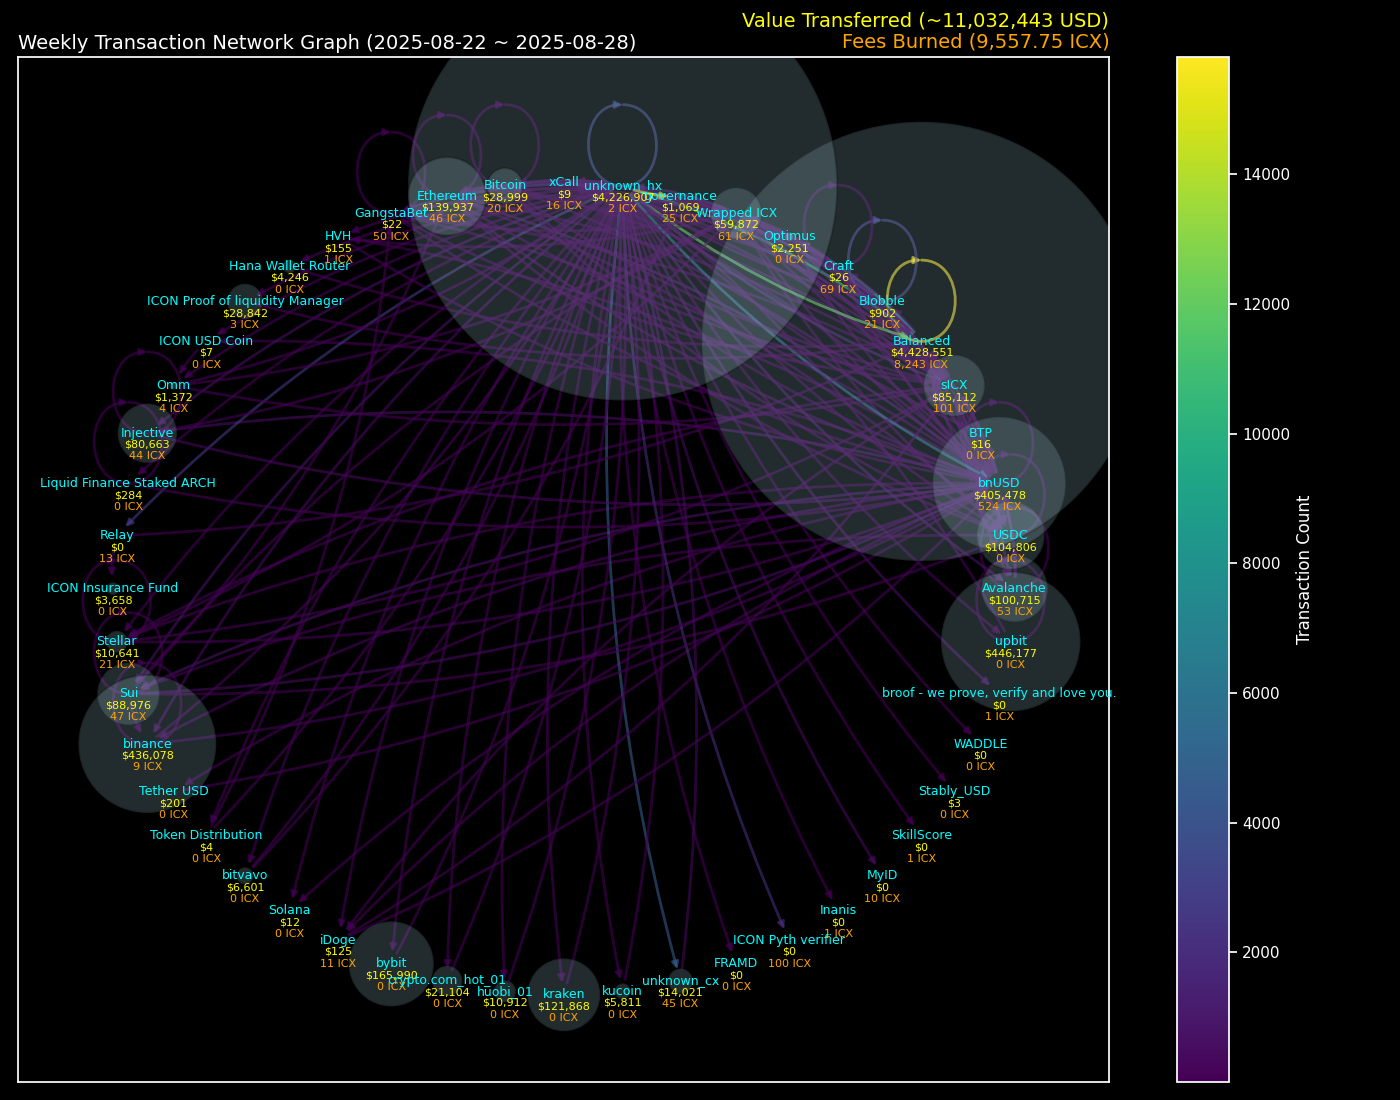 Value Transferred (~11,032,443 USD)
Weekly Transaction Network Graph (2025-08-22 ~ 2025-08-28)
Fees Burned (9,557.75 ICX)
xCall
$9
16 ICX
unknown_hx
$4,226,907
2 ICX
$1,069
25 ICX
Bitcoin
$28,999
20 ICX
Ethereum
$139,937
46 ICX
Wrapped ICX
$59,872
61 ICX
GangstaBet
$22
50 ICX
Optimus
$2,251
0 ICX
HVH
$155
1 ICX
Craft
$26
69 ICX
Hana Wallet Router
$4,246
0 ICX
Blobble
$902
21 ICX
ICON Proof of liquidity Manager
$28,842
3 ICX
Balanced
$4,428,551
8,243 ICX
ICON USD Coin
$7
0 ICX
sICX
$85,112
101 ICX
Omm
$1,372
4 ICX
BTP
$16
0 ICX
Injective
$80,663
44 ICX
bnUSD
$405,478
524 ICX
Liquid Finance Staked ARCH
$284
0 ICX
USDC
$104,806
0 ICX
Relay
$0
13 ICX
Avalanche
$100,715
53 ICX
ICON Insurance Fund
$3,658
0 ICX
upbit
$446,177
0 ICX
Stellar
$10,641
21 ICX
broof - we prove, verify and love you.
$0
1 ICX
Sui
$88,976
47 ICX
WADDLE
$0
0 ICX
binance
$436,078
9 ICX
Stably_USD
$3
0 ICX
Tether USD
$201
0 ICX
SkillScore
$0
1 ICX
Token Distribution
$4
0 ICX
MyID
$0
10 ICX
bitvavo
$6,601
0 ICX
Inanis
$0
1 ICX
Solana
$12
0 ICX
ICON Pyth verifier
$0
100 ICX
iDoge
$125
11 ICX
FRAMD
$0
0 ICX
bybit
$165,990
0 ICX
crypto.com_hot_01
$21,104
0 ICX
huobi_01
$10,912
0 ICX
kraken
$121,868
0 ICX
kucoin
$5,811
0 ICX
unknown_cx
$14,021
45 ICX
14000
12000
10000
8000
6000
4000
2000
Transaction Count